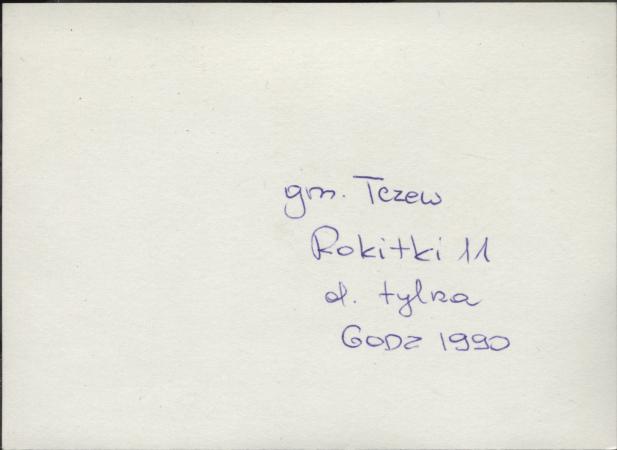 gm. Tczew
Rokitki 11
d. tylna
GODZ 1990